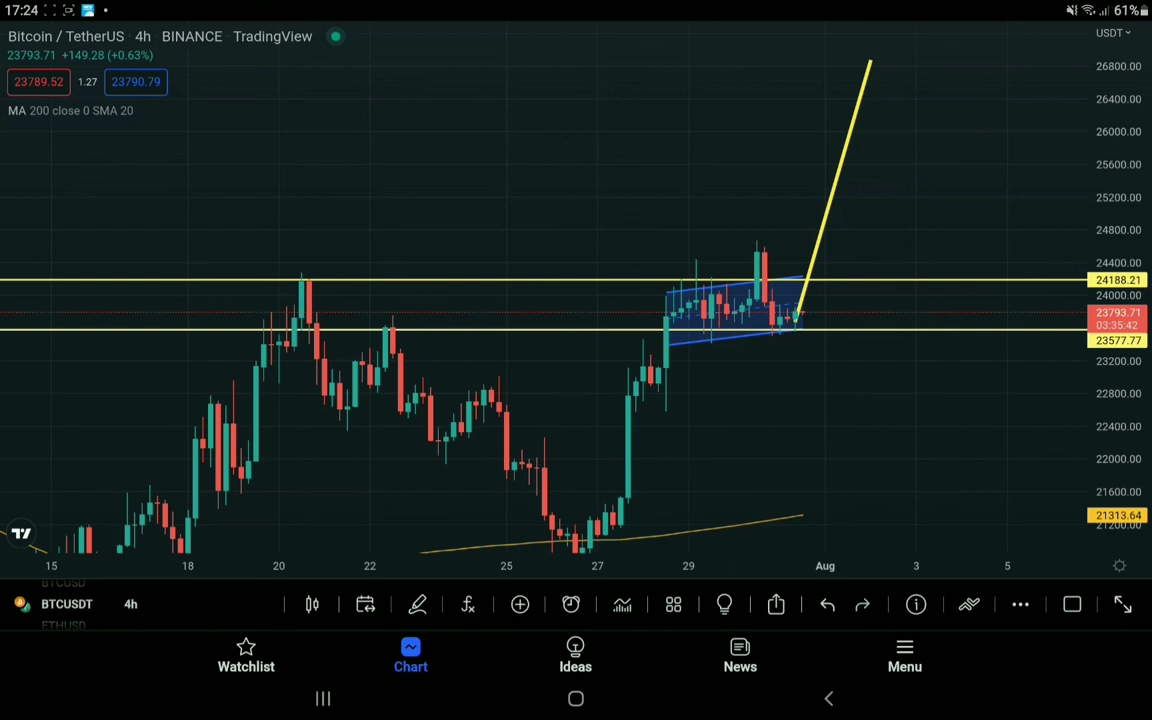 17:24 61%
Bitcoin / TetherUS · 4h · BINANCE · TradingView
USDT
23793.71 +149.28 (+0.63%)
23789.52 1.27 23790.79
MA 200 close 0 SMA 20
26800.00
26400.00
26000.00
25600.00
25200.00
24800.00
24400.00
24188.21
24000.00
23793.71
03:35:42
23577.77
23200.00
22800.00
22400.00
22000.00
21600.00
21313.64
21200.00
15 18 20 22 25 27 29 Aug 3 5
BTCUSD
BTCUSDT 4h
ETHUSD
Watchlist Chart Ideas News Menu